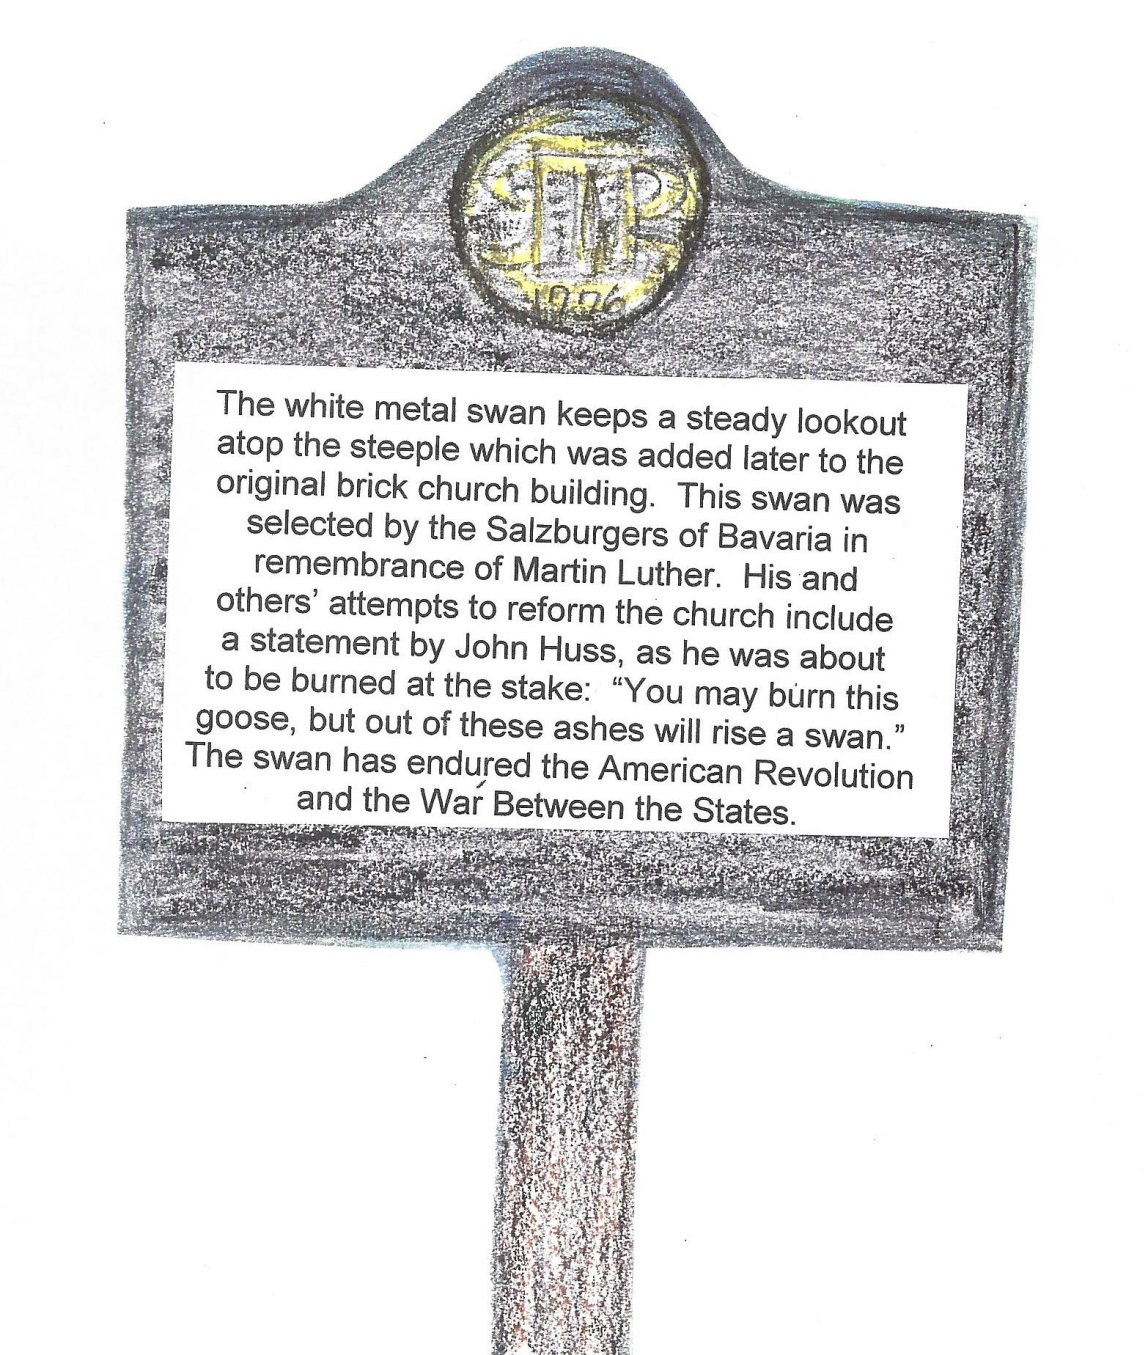 1776
The white metal swan keeps a steady lookout
atop the steeple which was added later to the
original brick church building. This swan was
selected by the Salzburgers of Bavaria in
remembrance of Martin Luther. His and
others’ attempts to reform the church include
a statement by John Huss, as he was about
to be burned at the stake: “You may burn this
goose, but out of these ashes will rise a swan.”
The swan has endured the American Revolution
and the War Between the States.